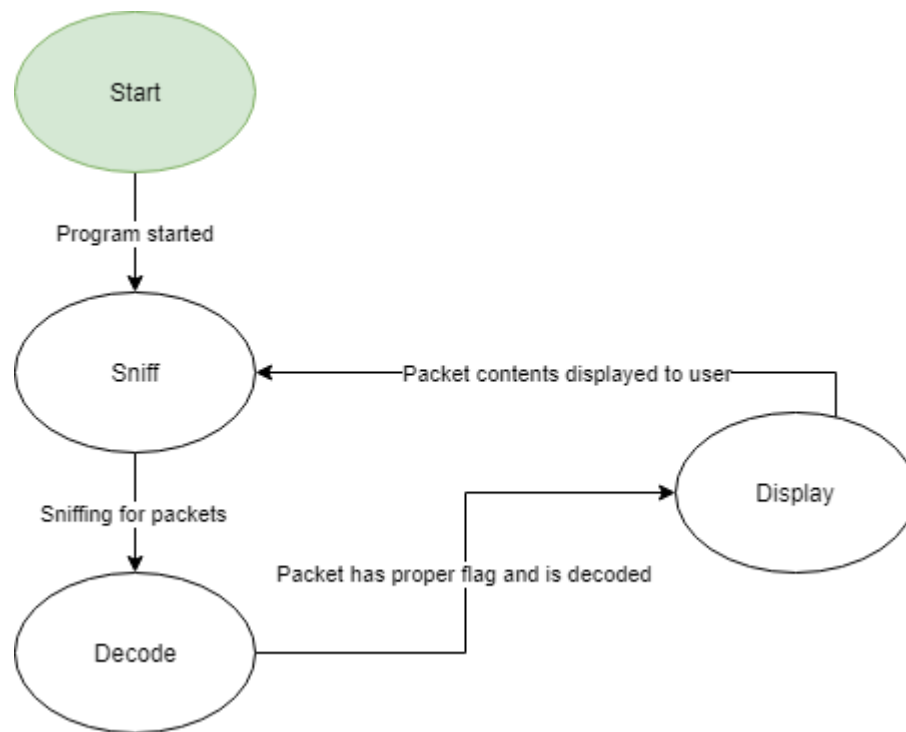 Start
Program started
Sniff
Packet contents displayed to user
Display
Sniffing for packets
Packet has proper flag and is decoded
Decode